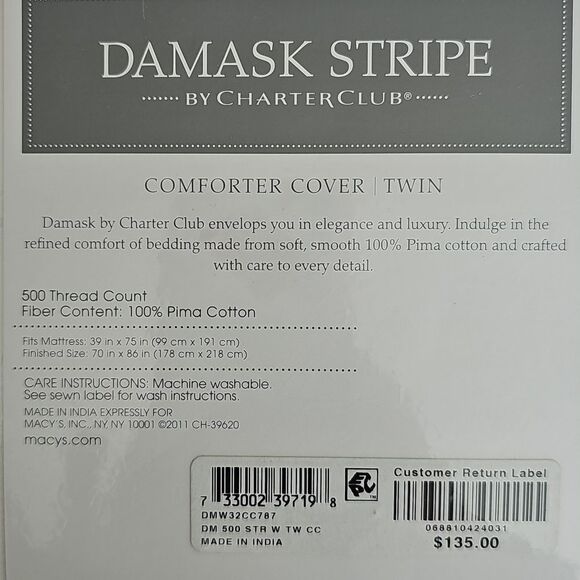 DAMASK STRIPE
BY CHARTER CLUB®
COMFORTER COVER | TWIN
Damask by Charter Club envelops you in elegance and luxury. Indulge in the
refined comfort of bedding made from soft, smooth 100% Pima cotton and crafted
with care to every detail.
500 Thread Count
Fiber Content: 100% Pima Cotton
Fits Mattress: 39 in x 75 in (99 cm x 191 cm)
Finished Size: 70 in x 86 in (178 cm x 218 cm)
CARE INSTRUCTIONS: Machine washable.
See sewn label for wash instructions.
MADE IN INDIA EXPRESSLY FOR
MACY'S, INC., NY, NY 10001 ©2011 CH-39620
macys.com
7 33002 39719 8
DMW32CC787
DM 500 STR W TW CC
MADE IN INDIA
EPC™
Customer Return Label
068810424031
$135.00